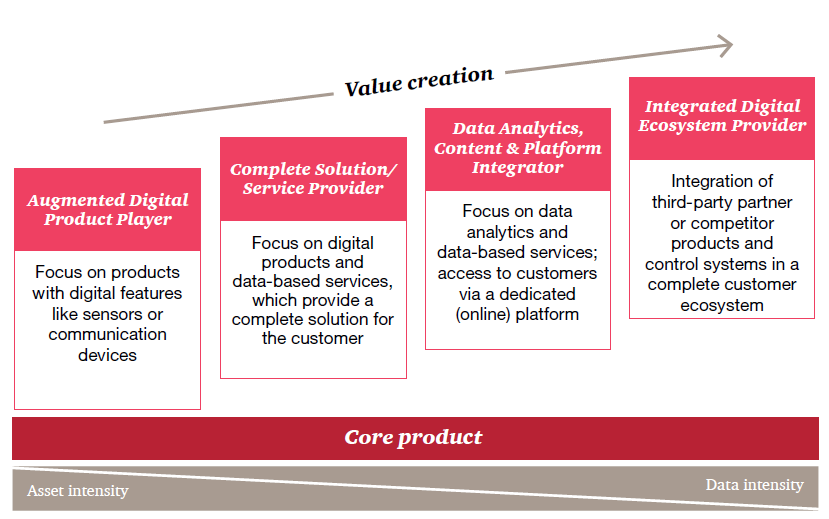 Value creation
Augmented Digital
Product Player
Focus on products
with digital features
like sensors or
communication
devices
Complete Solution/
Service Provider
Focus on digital
products and
data-based services,
which provide a
complete solution for
the customer
Data Analytics,
Content & Platform
Integrator
Focus on data
analytics and
data-based services;
access to customers
via a dedicated
(online) platform
Integrated Digital
Ecosystem Provider
Integration of
third-party partner
or competitor
products and
control systems in a
complete customer
ecosystem
Core product
Asset intensity
Data intensity